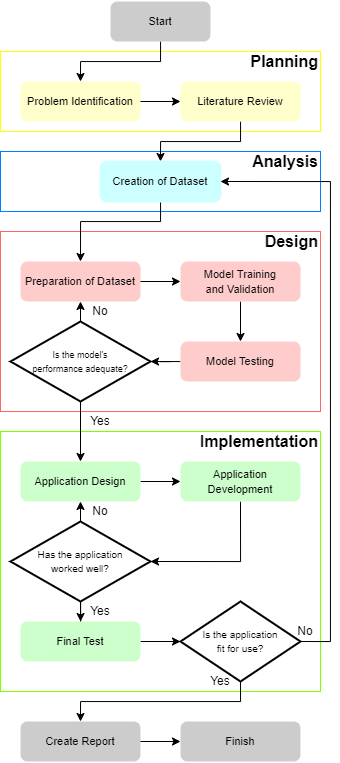 Start
Planning
Problem Identification
Literature Review
Analysis
Creation of Dataset
Design
Preparation of Dataset
Model Training
and Validation
No
Is the model's
performance adequate?
Model Testing
Yes
Implementation
Application Design
Application
Development
No
Has the application
worked well?
Yes
Final Test
Is the application
fit for use?
No
Yes
Create Report
Finish